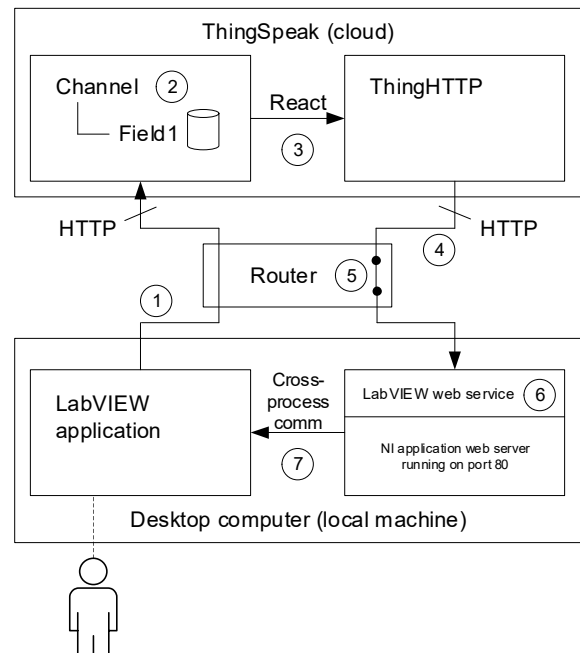 ThingSpeak (cloud)
Channel
2
Field1
React
3
ThingHTTP
HTTP
HTTP
4
Router
5
1
LabVIEW
application
Cross-
process
comm
7
LabVIEW web service
6
NI application web server
running on port 80
Desktop computer (local machine)